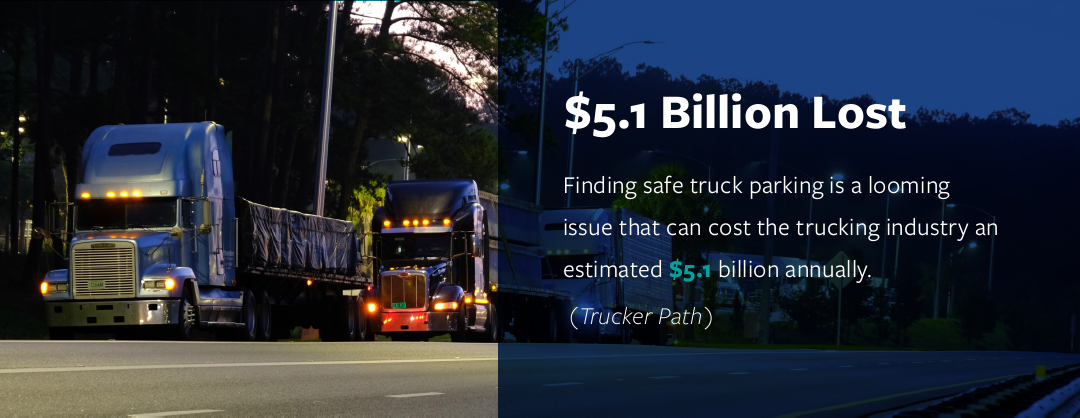 $5.1 Billion Lost
Finding safe truck parking is a looming
issue that can cost the trucking industry an
estimated $5.1 billion annually.
(Trucker Path)